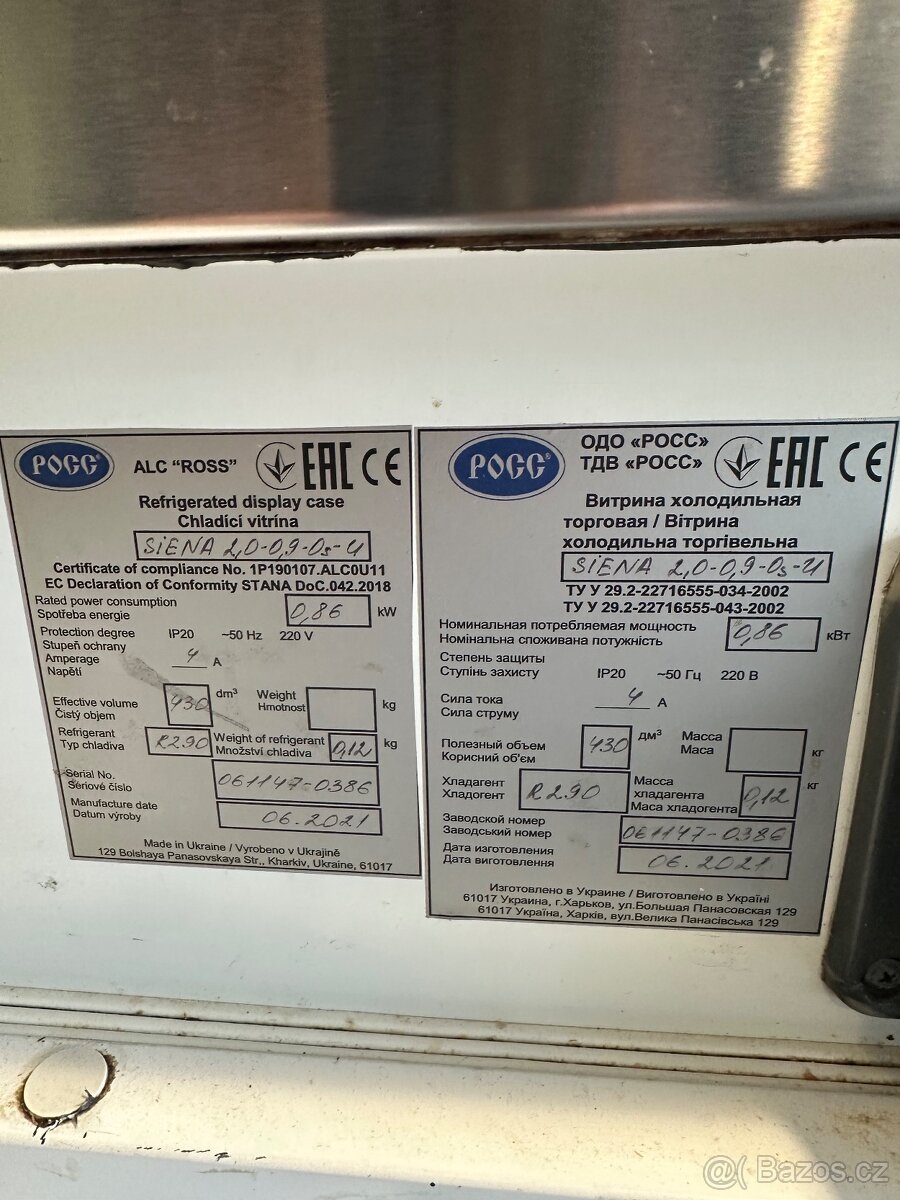 РОСС®
ALC "ROSS"
EAC CE
Refrigerated display case
Chladící vitrína
SIENA 2,0-0,9-0s-И
Certificate of compliance No. 1P190107.ALC0U11
EC Declaration of Conformity STANA DoC.042.2018
Rated power consumption
Spotřeba energie
0,86 kW
Protection degree IP20 ~50 Hz 220 V
Stupeň ochrany
Amperage 4 A
Napětí
Effective volume 430 dm³ Weight kg
Čistý objem Hmotnost
Refrigerant R290 Weight of refrigerant 0,12 kg
Typ chladiva Množství chladiva
Serial No. 061147-0386
Sériové číslo
Manufacture date 06.2021
Datum výroby
Made in Ukraine / Vyrobeno v Ukrajině
129 Bolshaya Panasovskaya Str., Kharkiv, Ukraine, 61017
РОСС®
ОДО «РОСС»
ТДВ «РОСС»
EAC CE
Витрина холодильная
торговая / Вітрина
холодильна торгівельна
SIENA 2,0-0,9-0s-И
ТУ У 29.2-22716555-034-2002
ТУ У 29.2-22716555-043-2002
Номинальная потребляемая мощность
Номінальна споживана потужність
0,86 кВт
Степень защиты
Ступінь захисту IP20 ~50 Гц 220 В
Сила тока 4 А
Сила струму
Полезный объем 430 дм³ Масса кг
Корисний об'єм Маса
Хладагент R290 Масса хладагента 0,12 кг
Хладогент Маса хладогента
Заводской номер 061147-0386
Заводський номер
Дата изготовления 06.2021
Дата виготовлення
Изготовлено в Украине / Виготовлено в Україні
61017 Украина, г.Харьков, ул.Большая Панасовская 129
61017 Україна, Харків, вул.Велика Панасівська 129
@( Bazos.cz